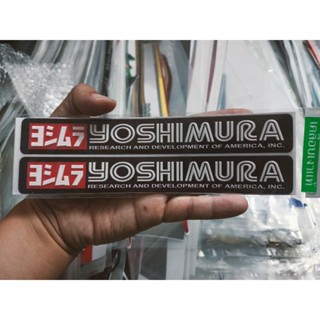 ヨシムラ YOSHIMURA
RESEARCH AND DEVELOPMENT OF AMERICA, INC.
ヨシムラ YOSHIMURA
RESEARCH AND DEVELOPMENT OF AMERICA, INC.